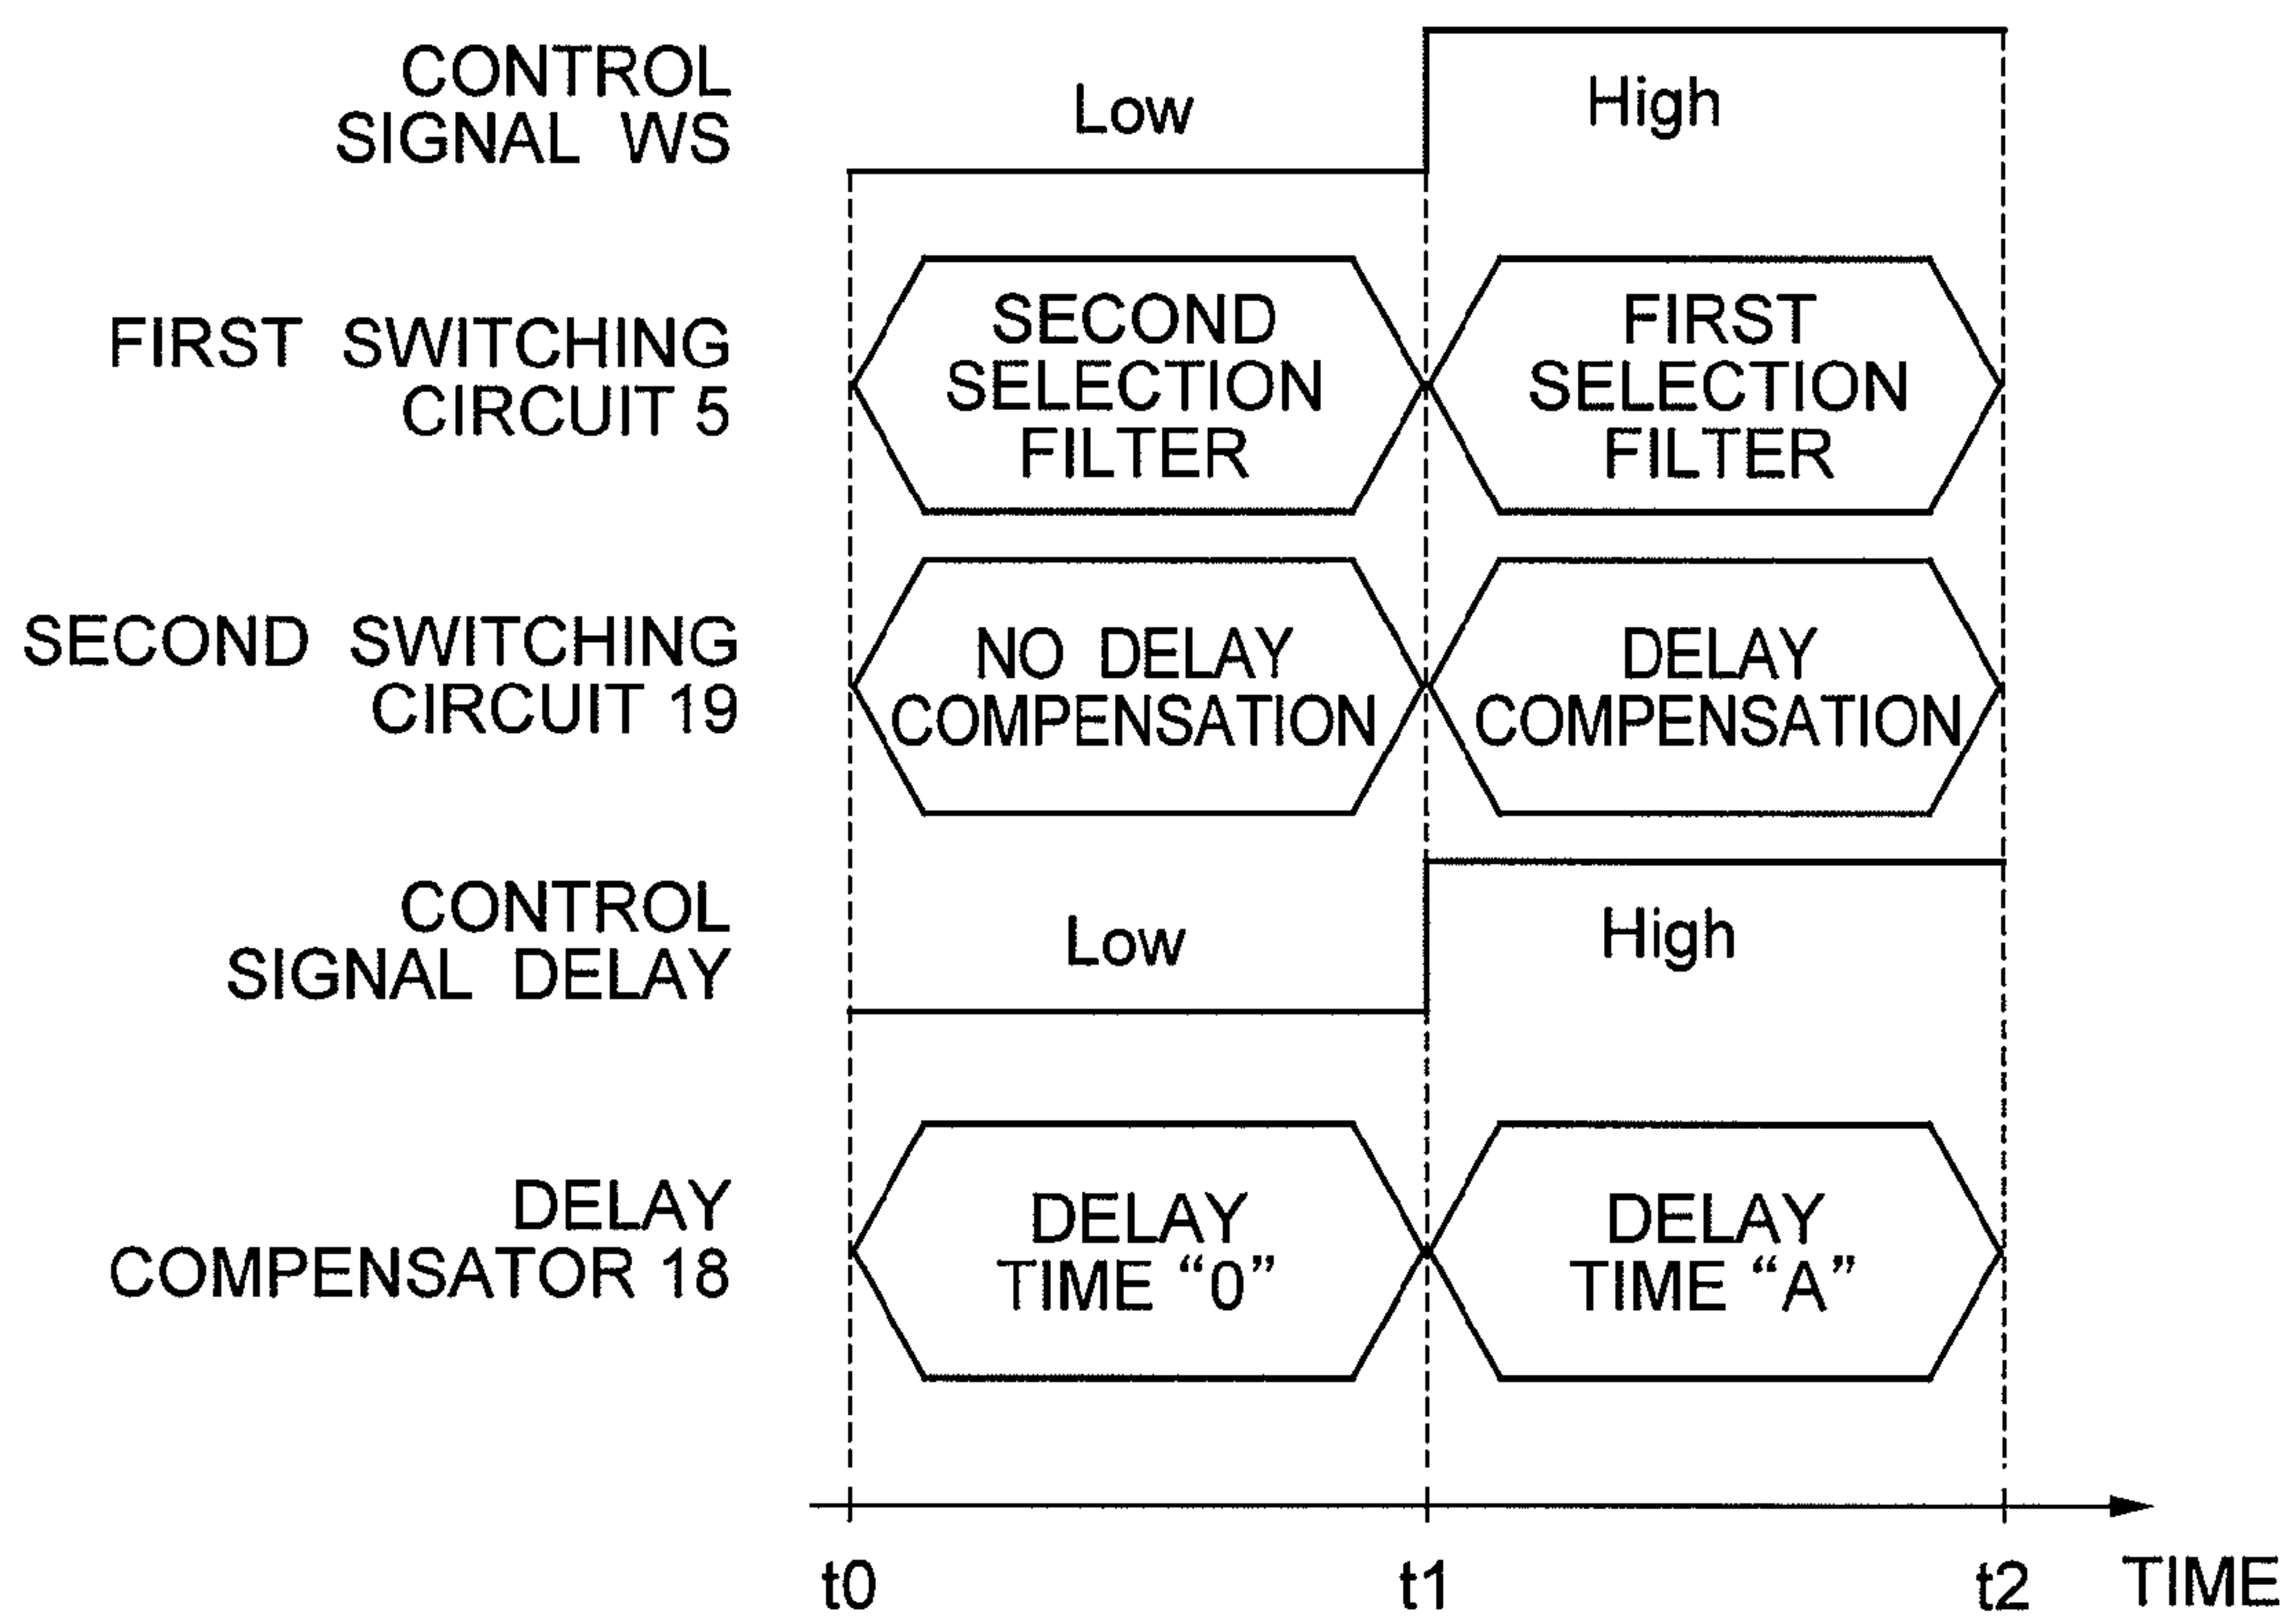 CONTROL
SIGNAL WS
Low
High
FIRST SWITCHING
CIRCUIT 5
SECOND
SELECTION
FILTER
FIRST
SELECTION
FILTER
SECOND SWITCHING
CIRCUIT 19
NO DELAY
COMPENSATION
DELAY
COMPENSATION
CONTROL
SIGNAL DELAY
Low
High
DELAY
COMPENSATOR 18
DELAY
TIME “0”
DELAY
TIME “A”
t0
t1
t2
TIME